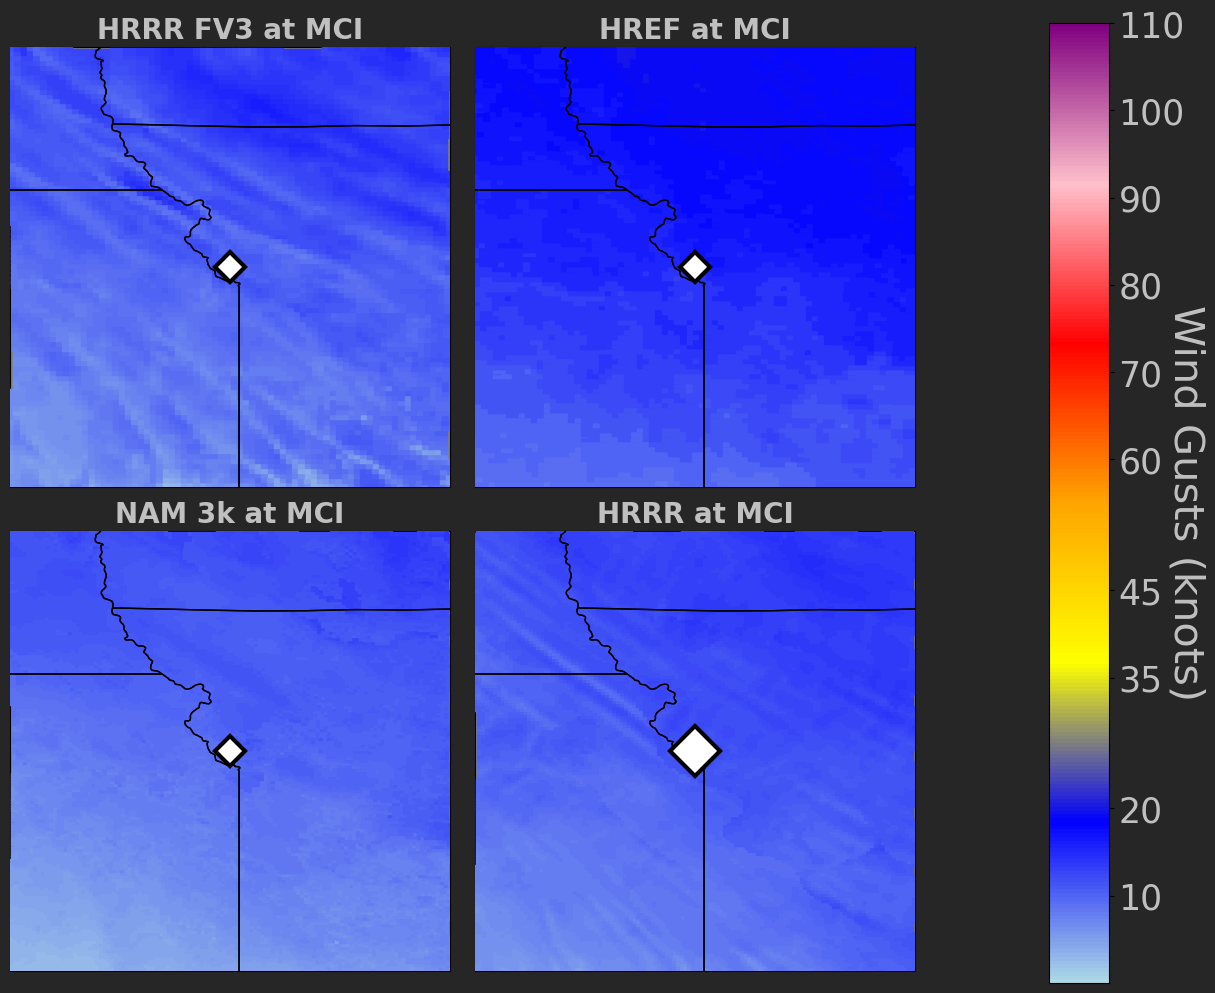 HRRR FV3 at MCI
HREF at MCI
NAM 3k at MCI
HRRR at MCI
110
100
90
80
70
60
45
35
20
10
Wind Gusts (knots)